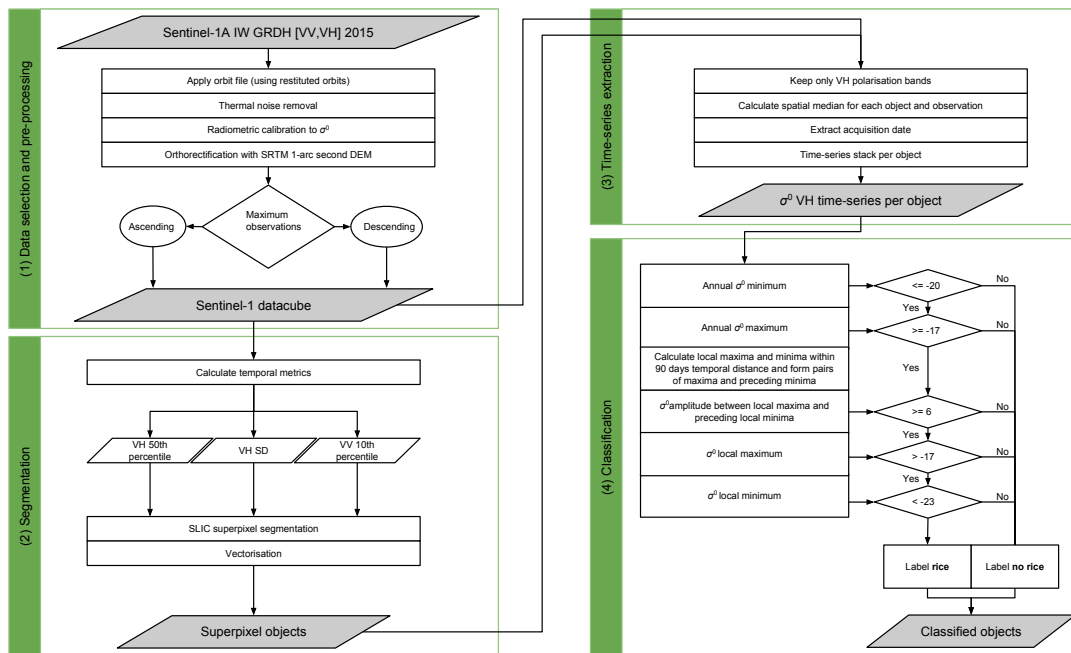 (1) Data selection and pre-processing
Sentinel-1A IW GRDH [VV,VH] 2015
Apply orbit file (using restituted orbits)
Thermal noise removal
Radiometric calibration to σ⁰
Orthorectification with SRTM 1-arc second DEM
Maximum
observations
Ascending
Descending
Sentinel-1 datacube
(2) Segmentation
Calculate temporal metrics
VH 50th
percentile
VH SD
VV 10th
percentile
SLIC superpixel segmentation
Vectorisation
Superpixel objects
(3) Time-series extraction
Keep only VH polarisation bands
Calculate spatial median for each object and observation
Extract acquisition date
Time-series stack per object
σ⁰ VH time-series per object
(4) Classification
Annual σ⁰ minimum
<= -20
No
Yes
Annual σ⁰ maximum
>= -17
No
Calculate local maxima and minima within
90 days temporal distance and form pairs
of maxima and preceding minima
Yes
σ⁰amplitude between local maxima and
preceding local minima
>= 6
No
Yes
σ⁰ local maximum
> -17
No
Yes
σ⁰ local minimum
< -23
No
Label rice
Label no rice
Classified objects